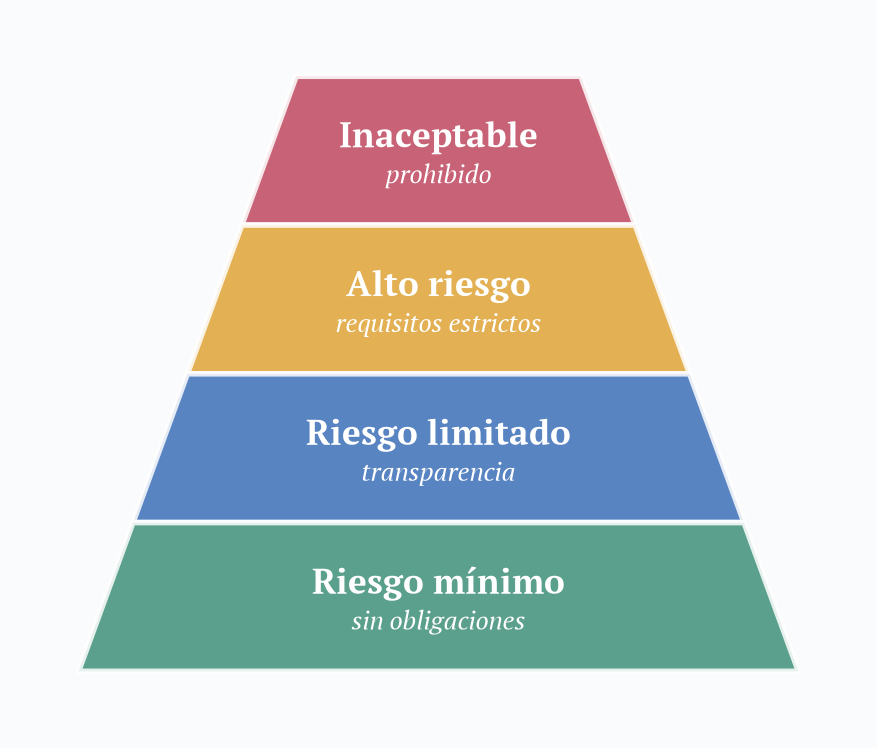 Inaceptable
prohibido
Alto riesgo
requisitos estrictos
Riesgo limitado
transparencia
Riesgo mínimo
sin obligaciones